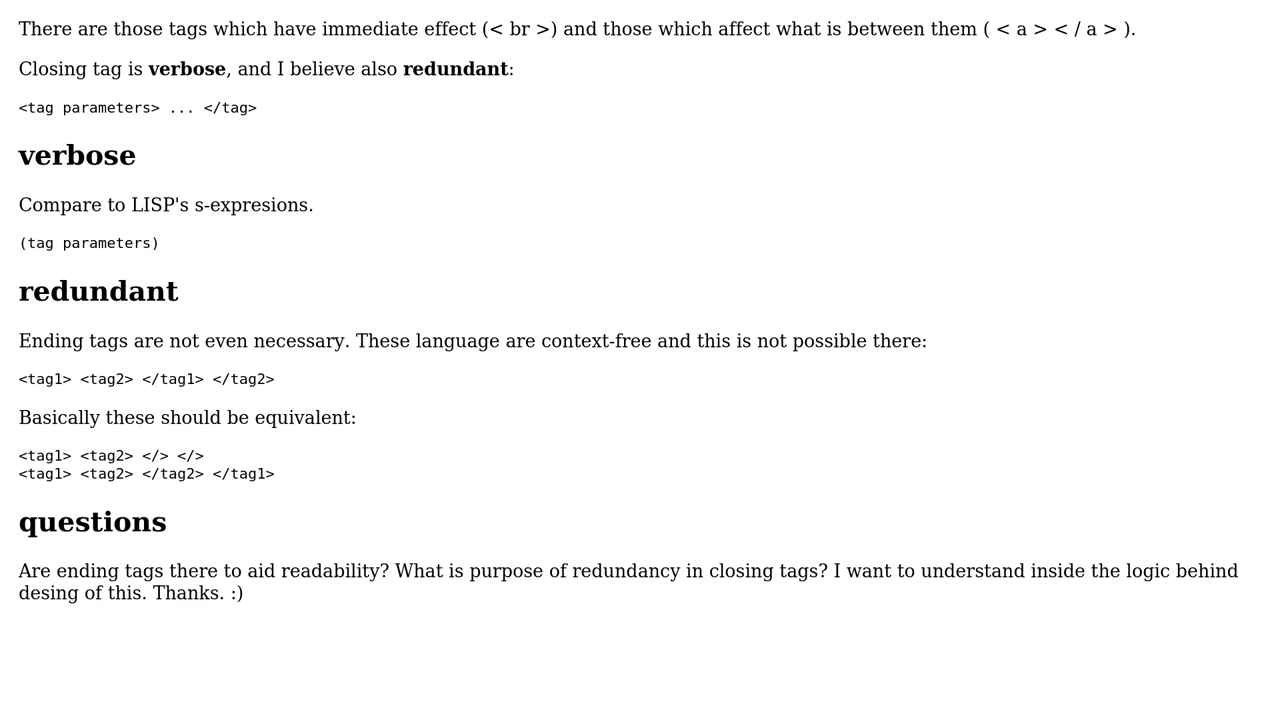 There are those tags which have immediate effect (< br >) and those which affect what is between them ( < a > < / a > ).
Closing tag is verbose, and I believe also redundant:
<tag parameters> ... </tag>
verbose
Compare to LISP's s-expresions.
(tag parameters)
redundant
Ending tags are not even necessary. These language are context-free and this is not possible there:
<tag1> <tag2> </tag1> </tag2>
Basically these should be equivalent:
<tag1> <tag2> </> </>
<tag1> <tag2> </tag2> </tag1>
questions
Are ending tags there to aid readability? What is purpose of redundancy in closing tags? I want to understand inside the logic behind
desing of this. Thanks. :)